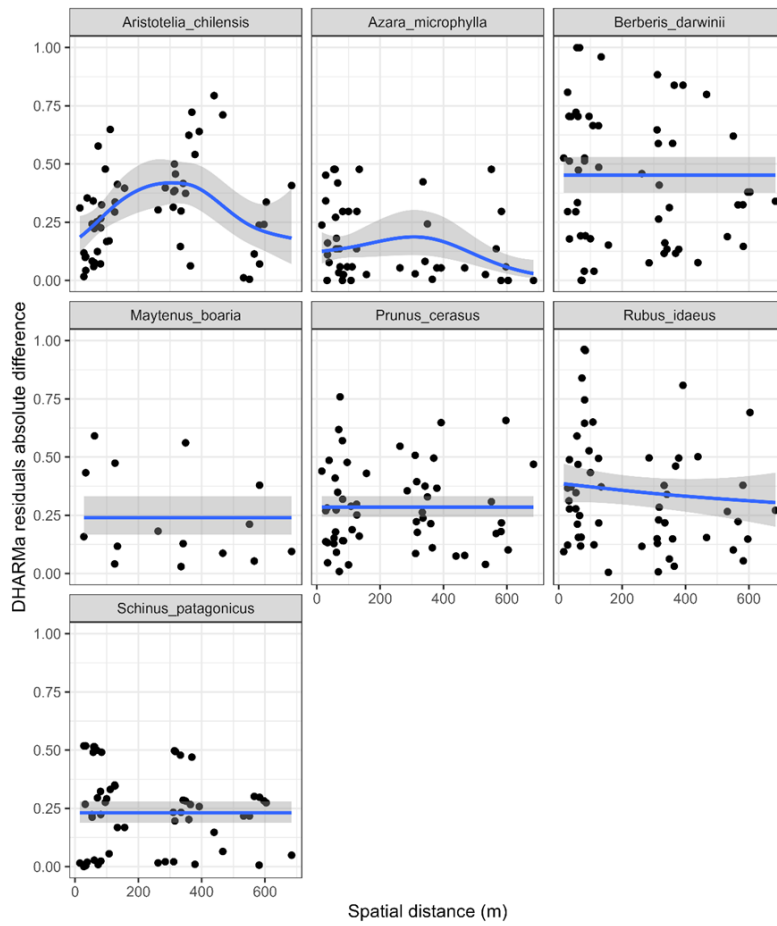 Aristotelia_chilensis Azara_microphylla Berberis_darwinii
1.00
0.75
0.50
0.25
0.00
Maytenus_boaria Prunus_cerasus Rubus_idaeus
1.00
0.75
0.50
0.25
0.00
0 200 400 600 0 200 400 600
Schinus_patagonicus
1.00
0.75
0.50
0.25
0.00
0 200 400 600
DHARMa residuals absolute difference
Spatial distance (m)